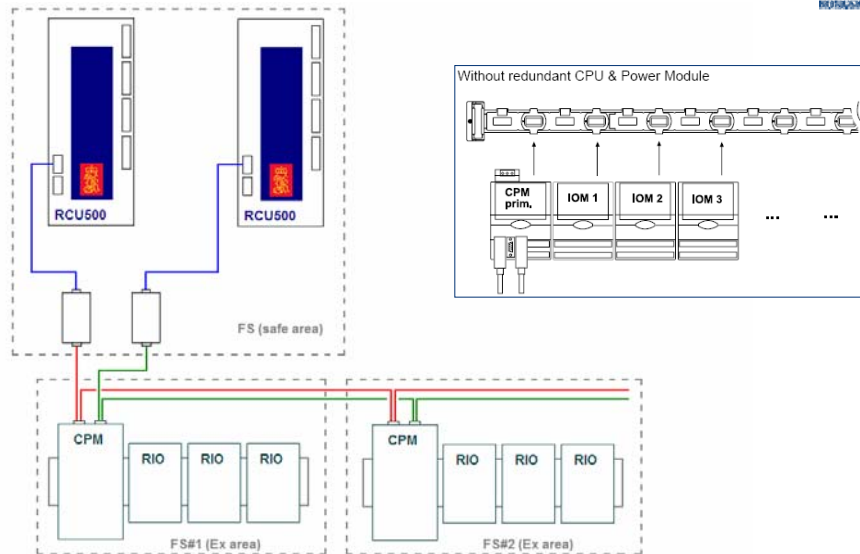 RCU500
RCU500
FS (safe area)
Without redundant CPU & Power Module
CPM
prim.
IOM 1
IOM 2
IOM 3
...
...
CPM
RIO
RIO
RIO
FS#1 (Ex area)
CPM
RIO
RIO
RIO
FS#2 (Ex area)